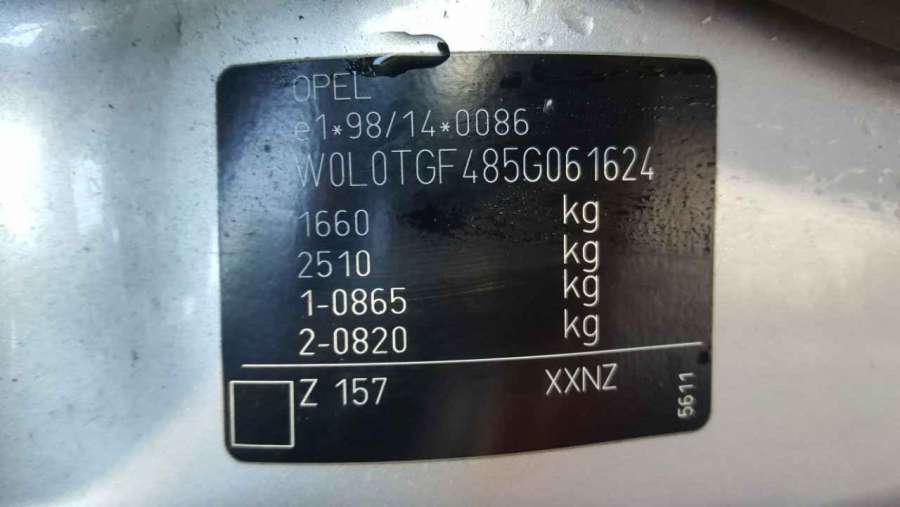 OPEL
e1*98/14*0086
W0L0TGF485G061624
1660 kg
2510 kg
1-0865 kg
2-0820 kg
Z 157 XXNZ
5611